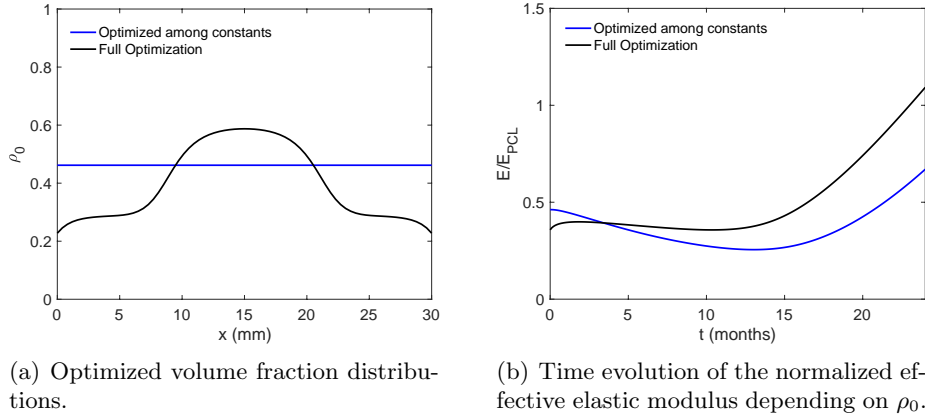 Optimized among constants
Full Optimization
1
0.8
0.6
0.4
0.2
0
ρ0
0 5 10 15 20 25 30
x (mm)
(a) Optimized volume fraction distribu-
tions.
Optimized among constants
Full Optimization
1.5
1
0.5
0
E/EPCL
0 5 10 15 20
t (months)
(b) Time evolution of the normalized ef-
fective elastic modulus depending on ρ0.